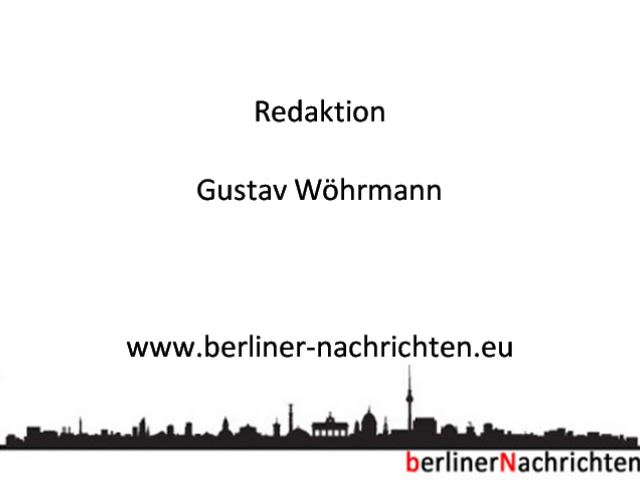 Redaktion
Gustav Wöhrmann
www.berliner-nachrichten.eu
berlinerNachrichten